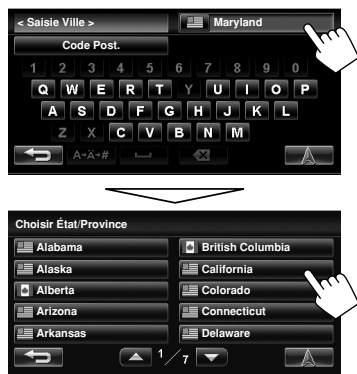 < Saisie Ville > Maryland
Code Post.
1 2 3 4 5 6 7 8 9 0
Q W E R T Y U I O P
A S D F G H J K L
Z X C V B N M
A→Ä→#
Choisir État/Province
Alabama British Columbia
Alaska California
Alberta Colorado
Arizona Connecticut
Arkansas Delaware
1/7